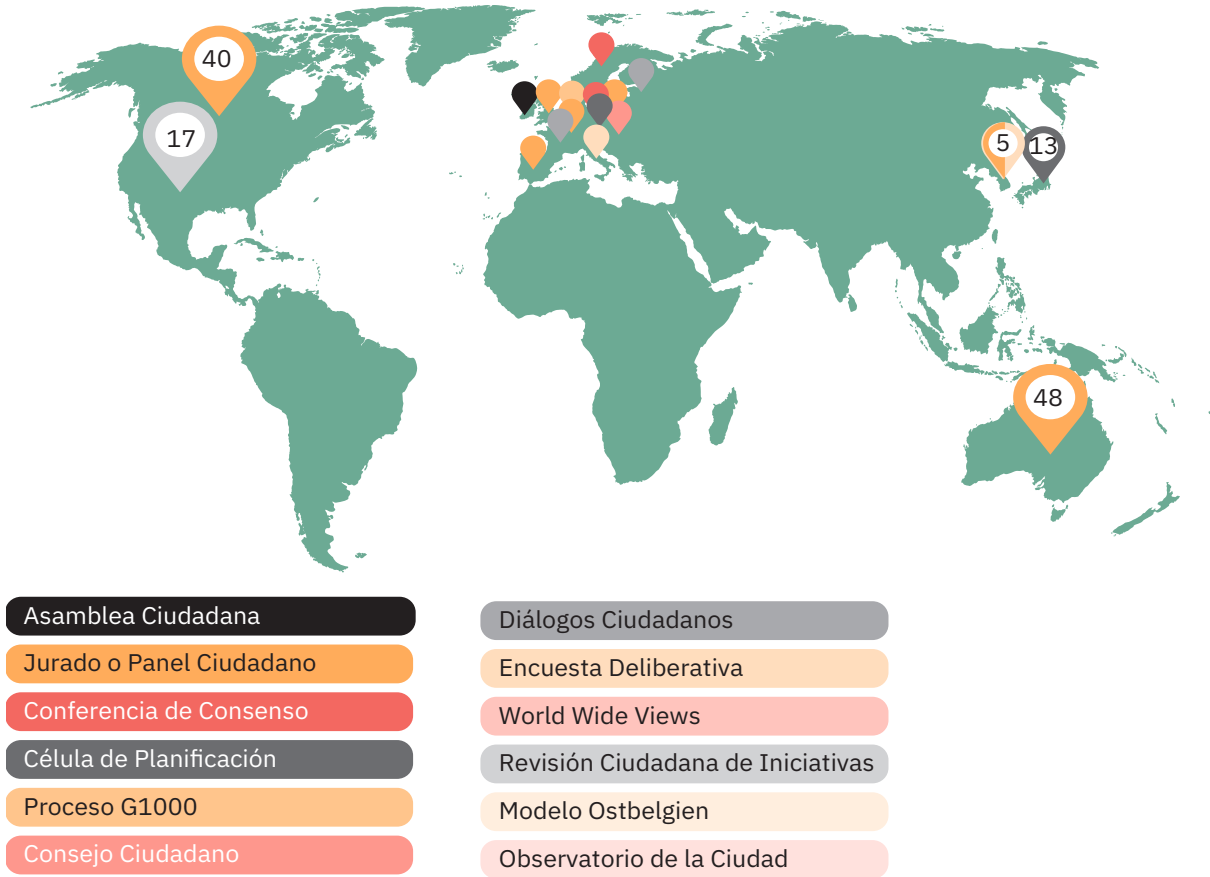 40
17
5
13
48
Asamblea Ciudadana
Jurado o Panel Ciudadano
Conferencia de Consenso
Célula de Planificación
Proceso G1000
Consejo Ciudadano
Diálogos Ciudadanos
Encuesta Deliberativa
World Wide Views
Revisión Ciudadana de Iniciativas
Modelo Ostbelgien
Observatorio de la Ciudad